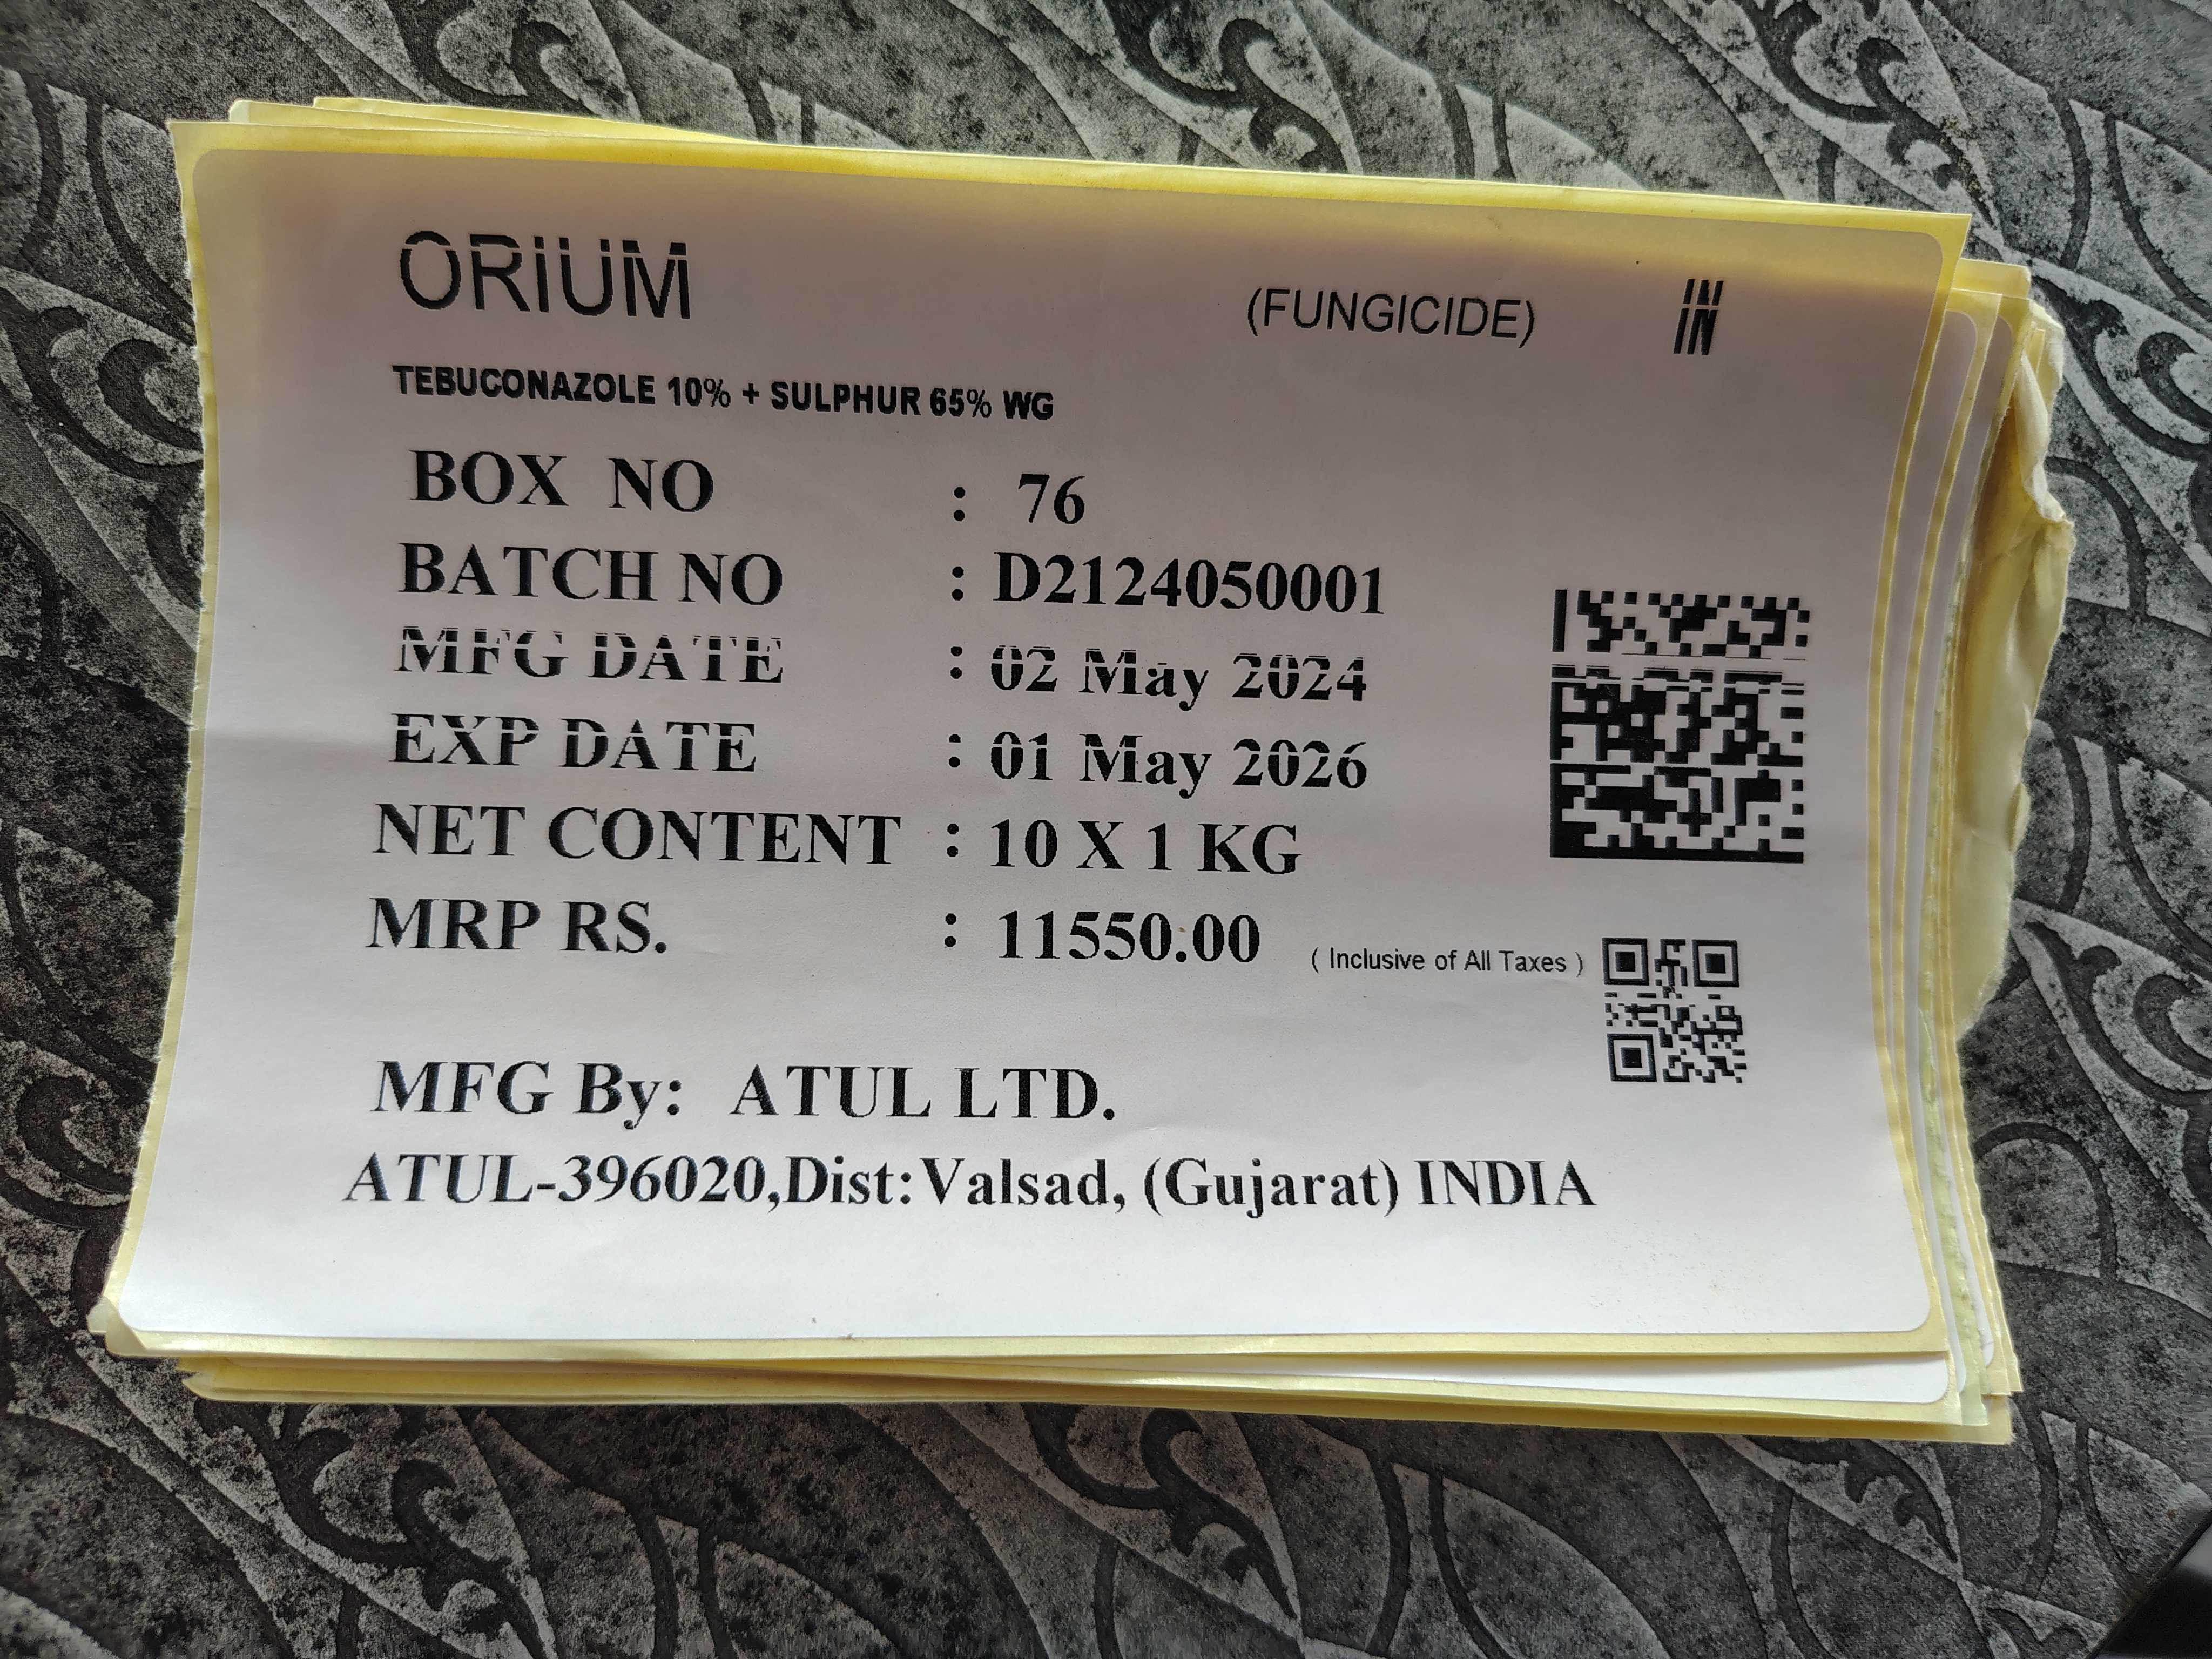 ORIUM (FUNGICIDE) IN
TEBUCONAZOLE 10% + SULPHUR 65% WG
BOX NO : 76
BATCH NO : D2124050001
MFG DATE : 02 May 2024
EXP DATE : 01 May 2026
NET CONTENT : 10 X 1 KG
MRP RS. : 11550.00 ( Inclusive of All Taxes )
MFG By: ATUL LTD.
ATUL-396020,Dist:Valsad, (Gujarat) INDIA